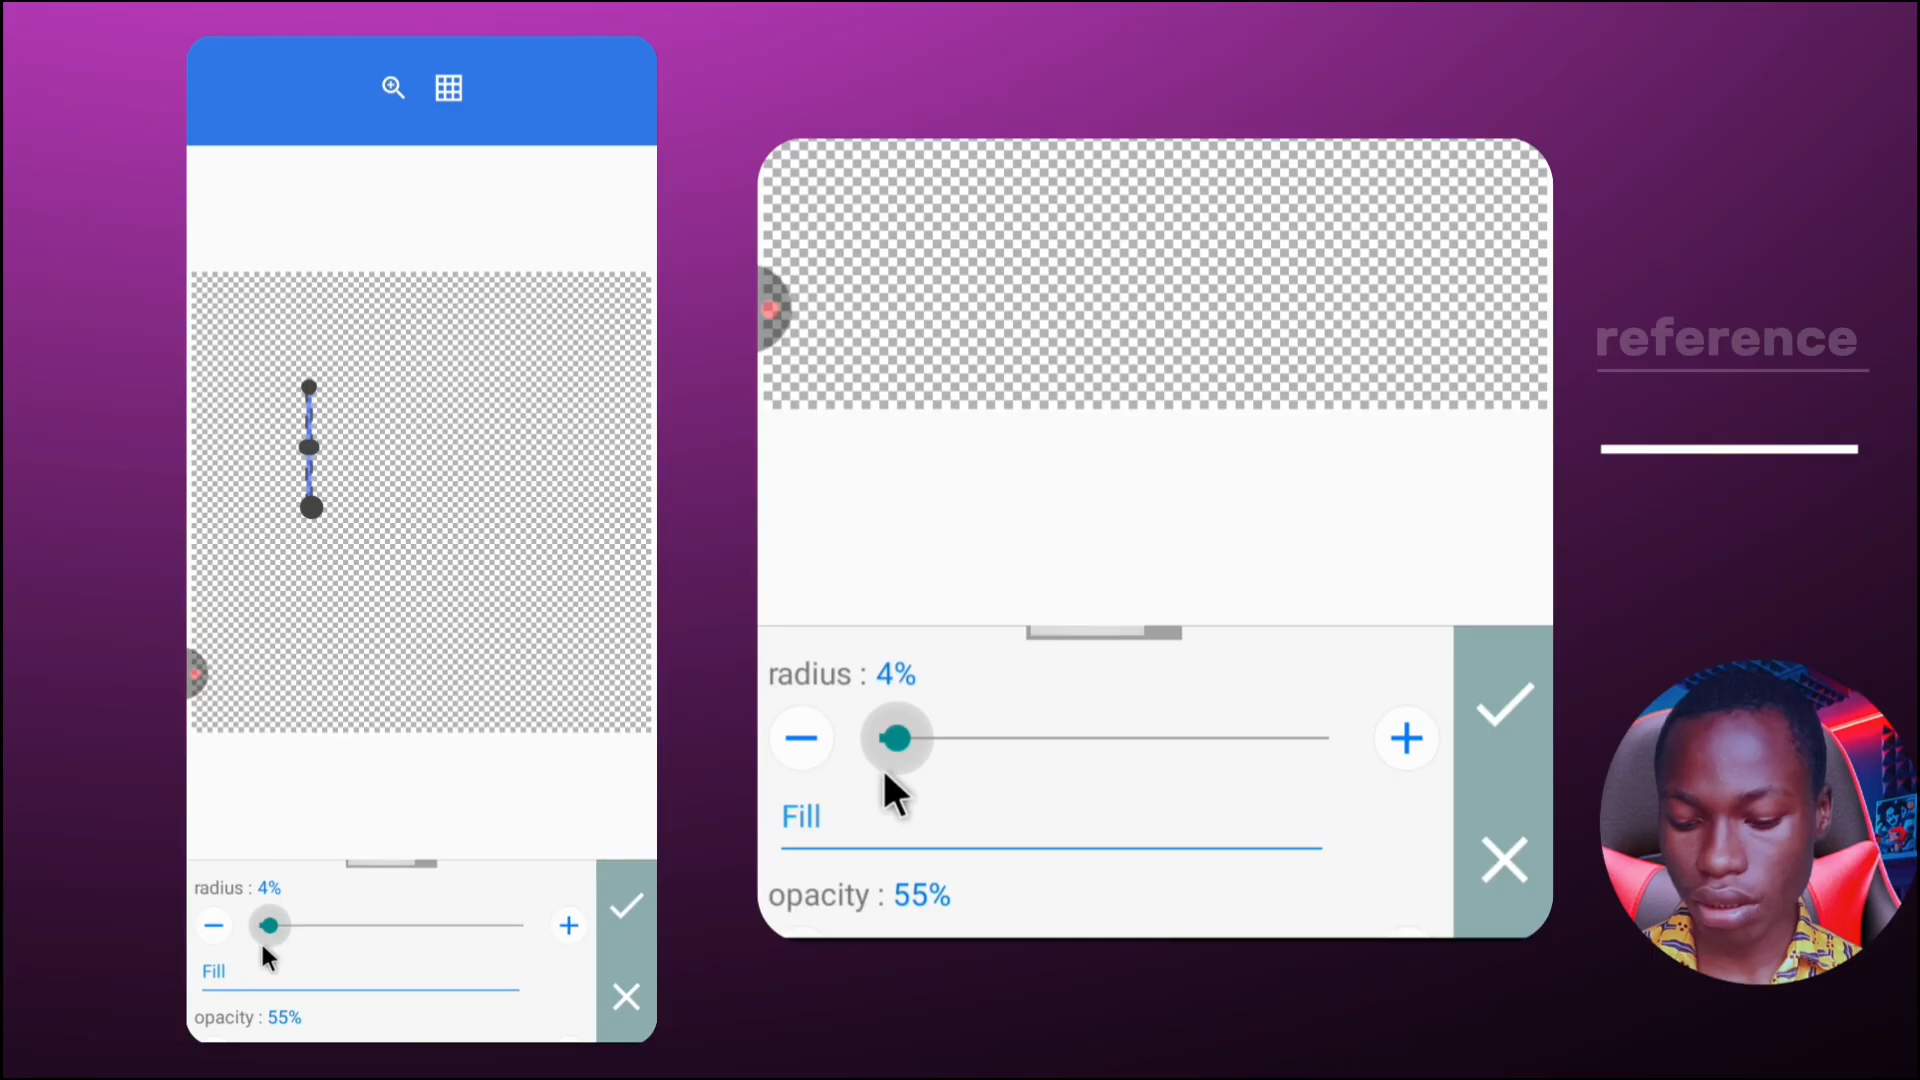 radius : 4%
Fill
opacity : 55%
radius : 4%
Fill
opacity : 55%
reference